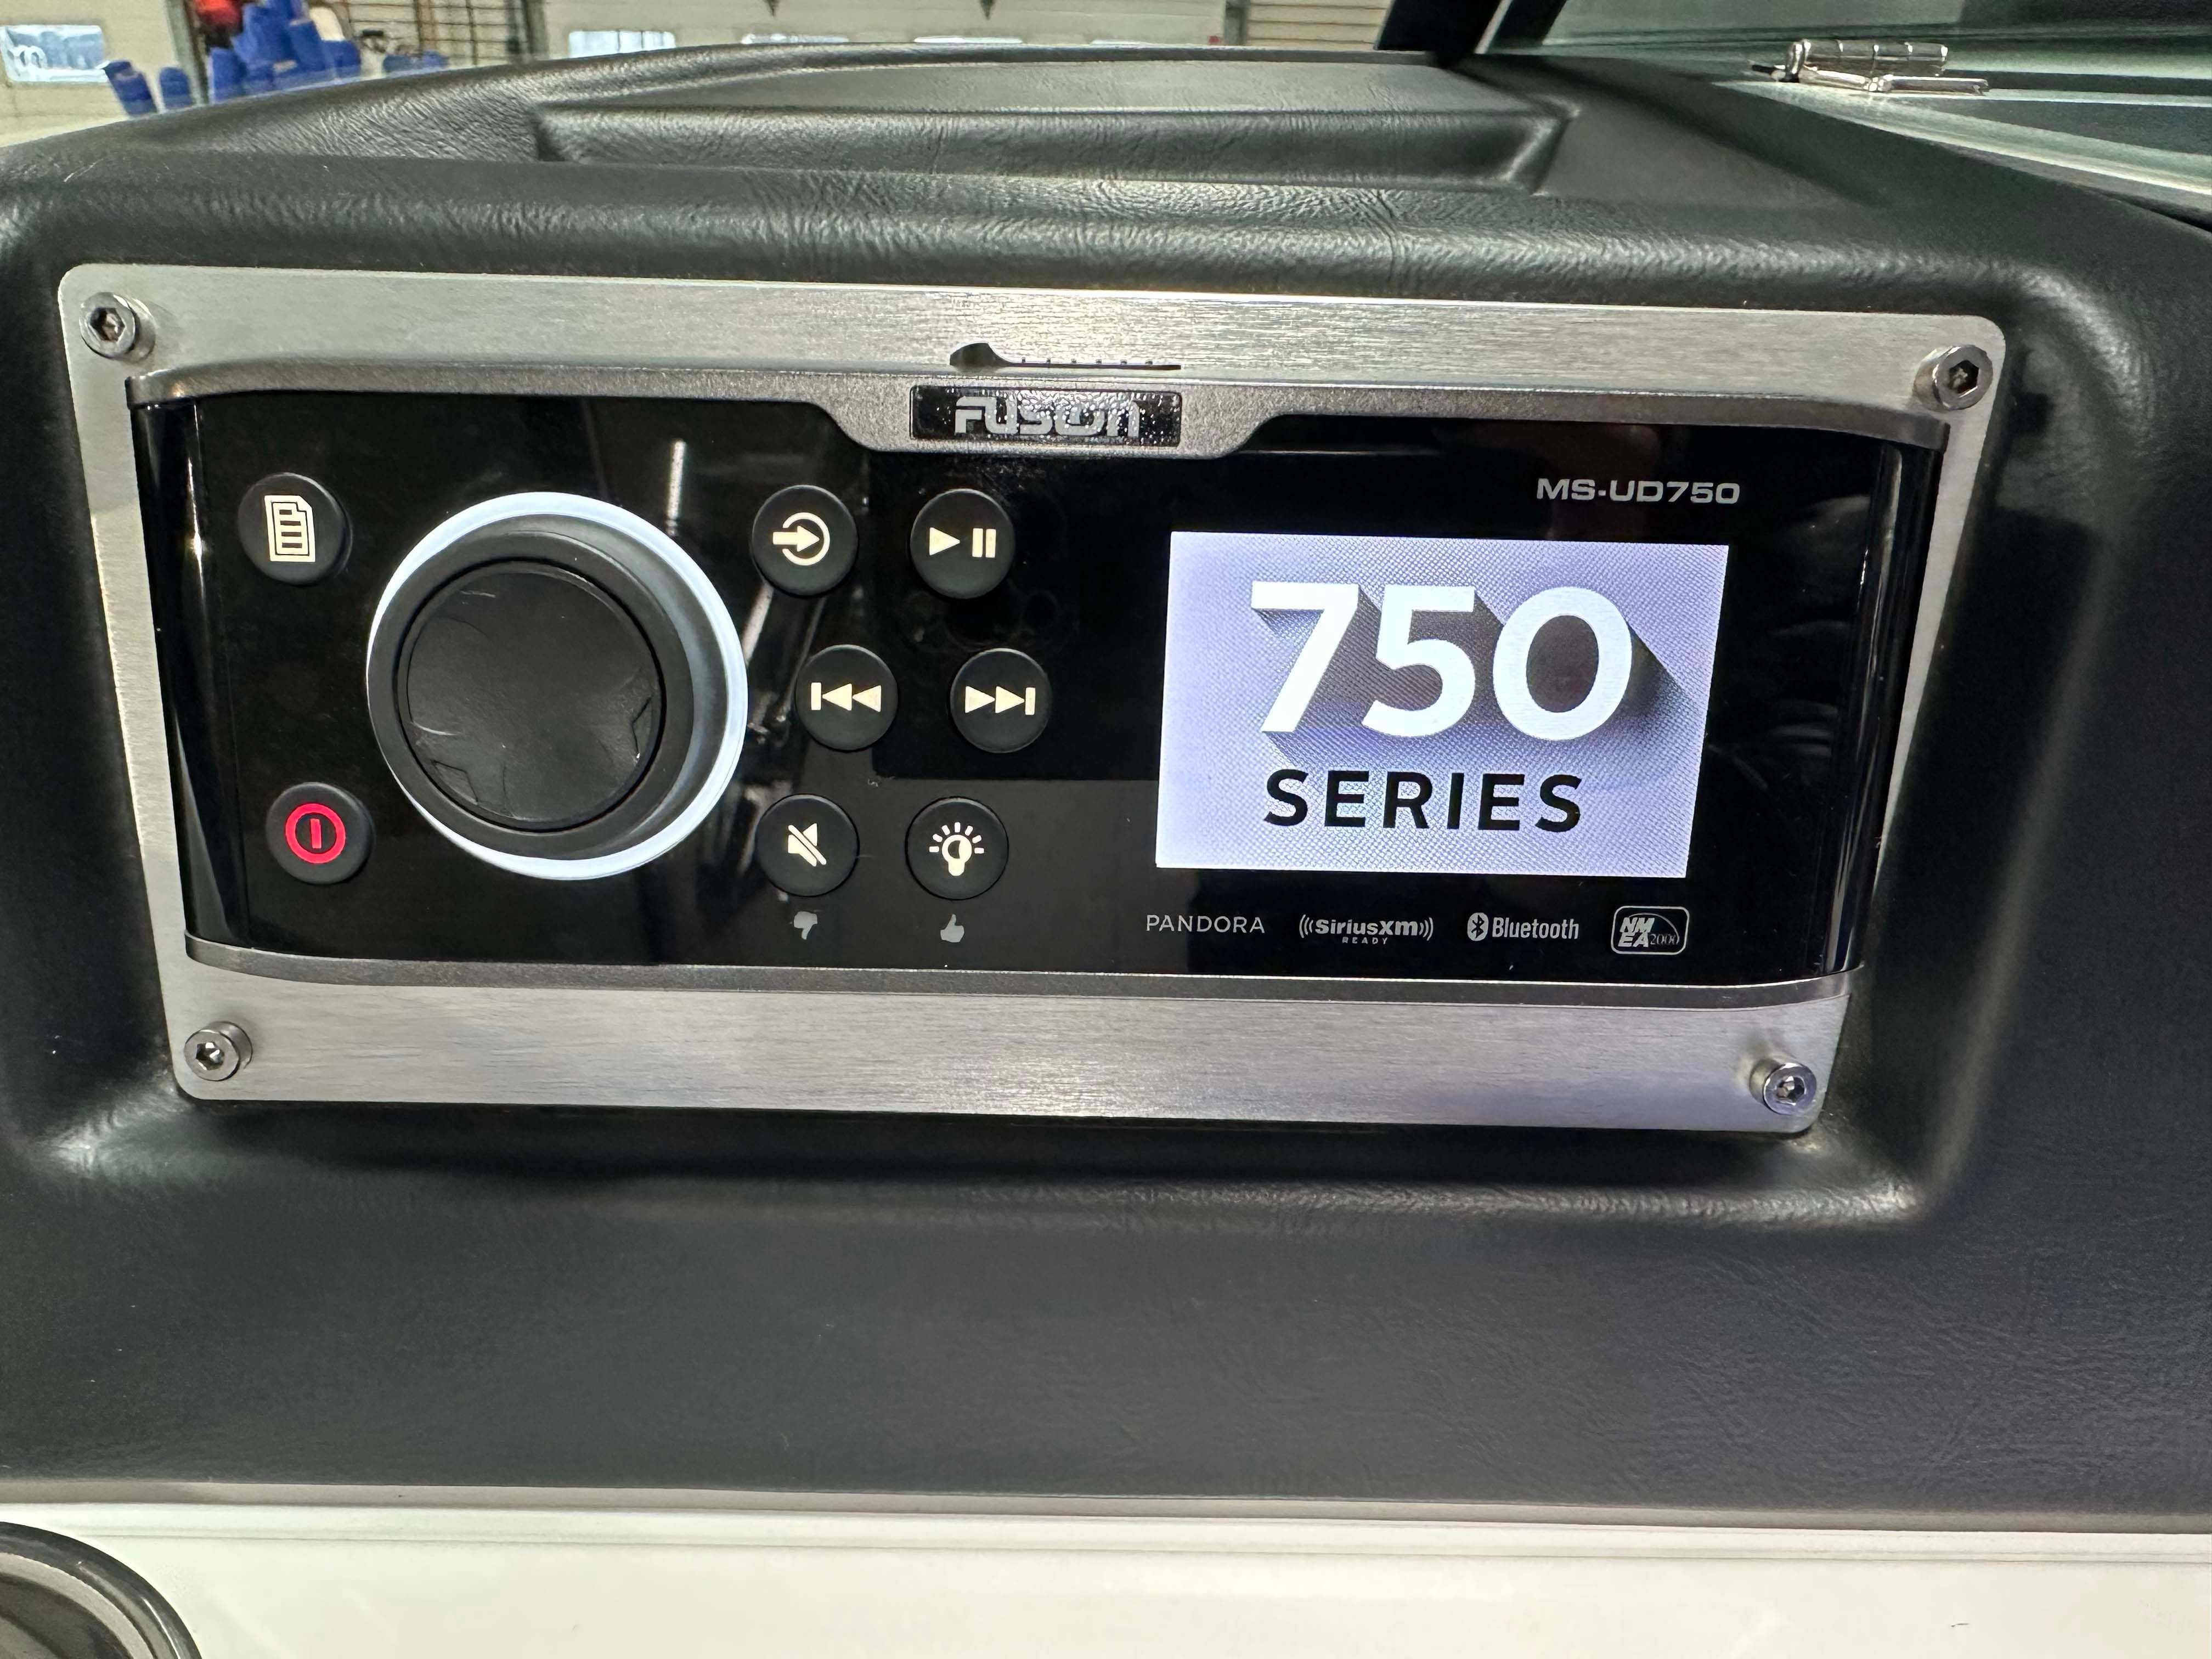 FUSION
MS-UD750
750
SERIES
PANDORA
SiriusXM
READY
Bluetooth
NMEA 2000